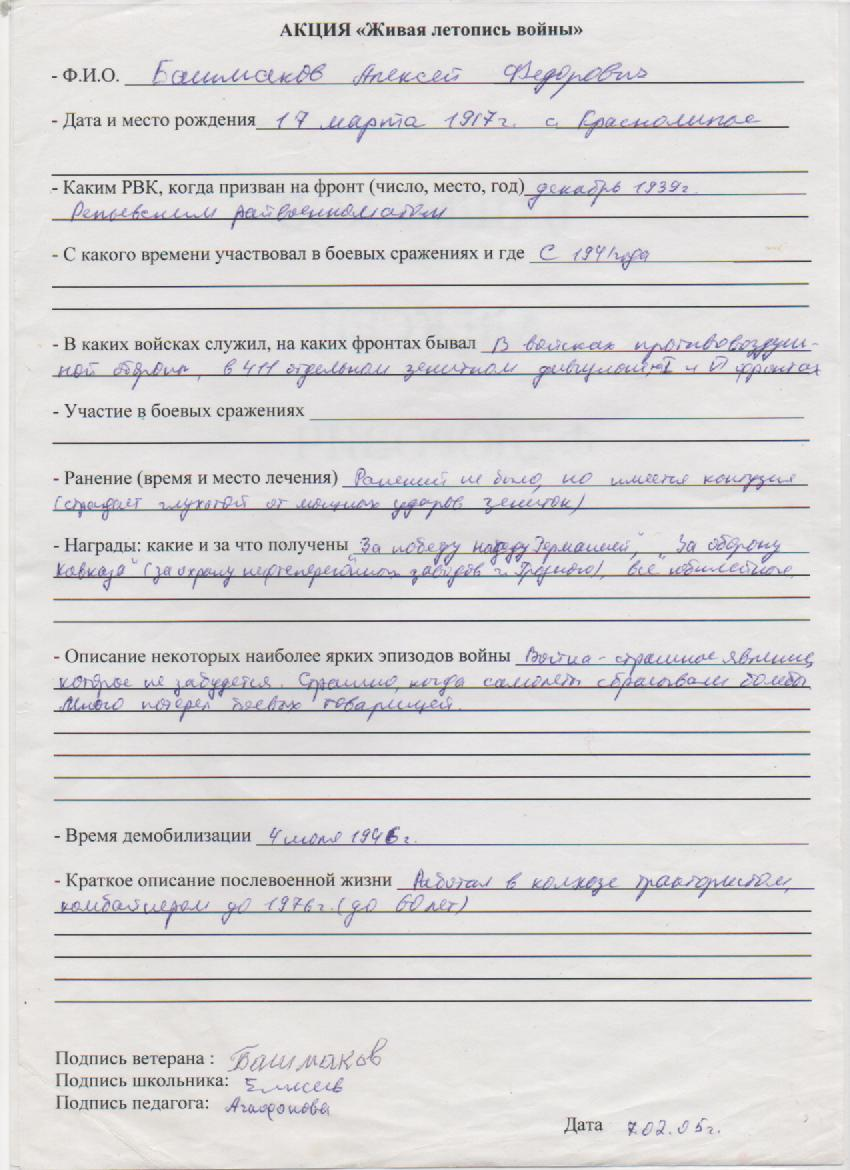 АКЦИЯ «Живая летопись войны»
- Ф.И.О. Башмаков Алексей Федорович
- Дата и место рождения 17 марта 1917г. с. Краснолипье
- Каким РВК, когда призван на фронт (число, место, год) декабрь 1939г.
Репьевским райвоенкоматом
- С какого времени участвовал в боевых сражениях и где С 1941 года
- В каких войсках служил, на каких фронтах бывал В войсках противовоздуш-
ной обороны, в 411 отдельном зенитном дивизионе, и фронтах
- Участие в боевых сражениях
- Ранение (время и место лечения) Ранений не было, но имеется контузия
(страдает глухотой от мощных ударов зениток)
- Награды: какие и за что получены "За победу над Германией", "За оборону
Кавказа" (за охрану заводов г. Грозного), все юбилейные
- Описание некоторых наиболее ярких эпизодов войны Война - страшное явление,
которое не забудется. Страшно, когда самолеты сбрасывали бомбы
Много потерял боевых товарищей.
- Время демобилизации 1946г.
- Краткое описание послевоенной жизни Работал в колхозе трактористом,
комбайнером до 1976г. (до 60 лет)
Подпись ветерана : Башмаков
Подпись школьника: Елисеев
Подпись педагога: Агафонова
Дата 7.02.05г.